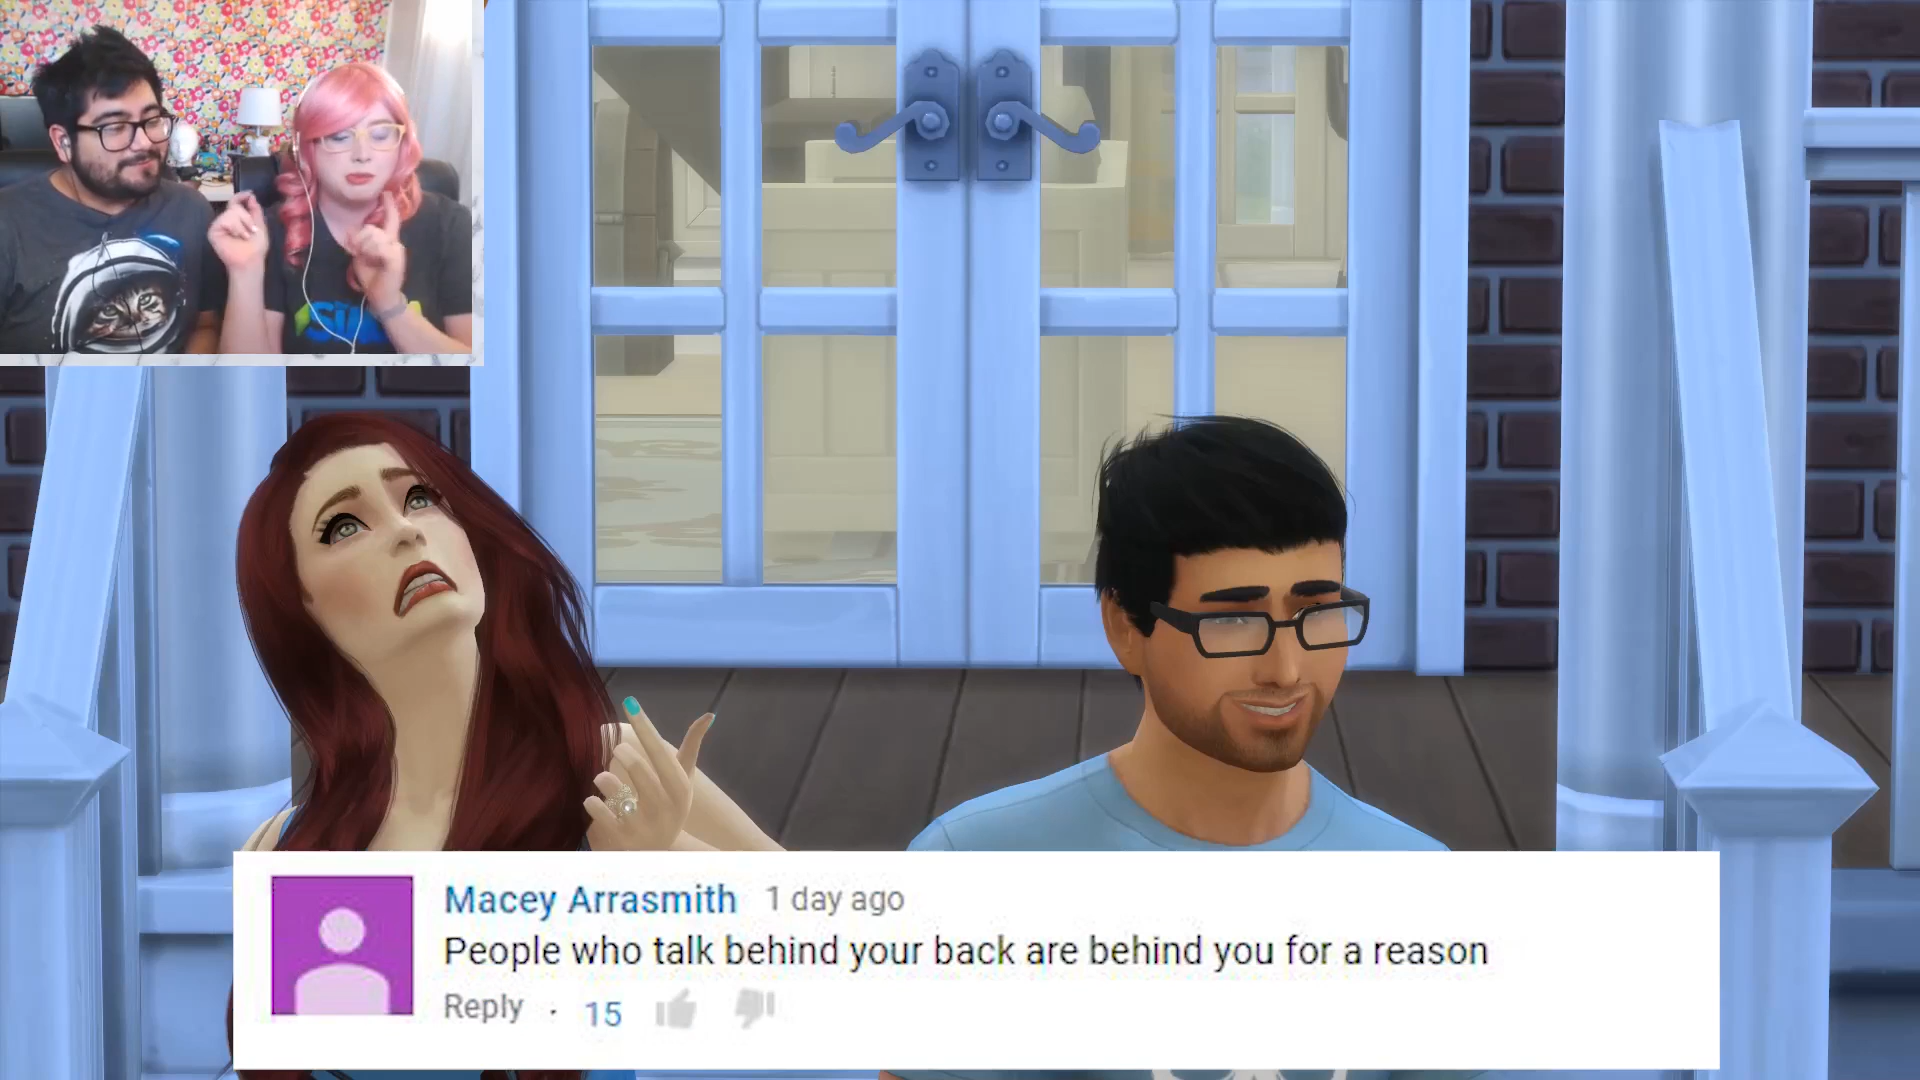 Macey Arrasmith 1 day ago
People who talk behind your back are behind you for a reason
Reply · 15